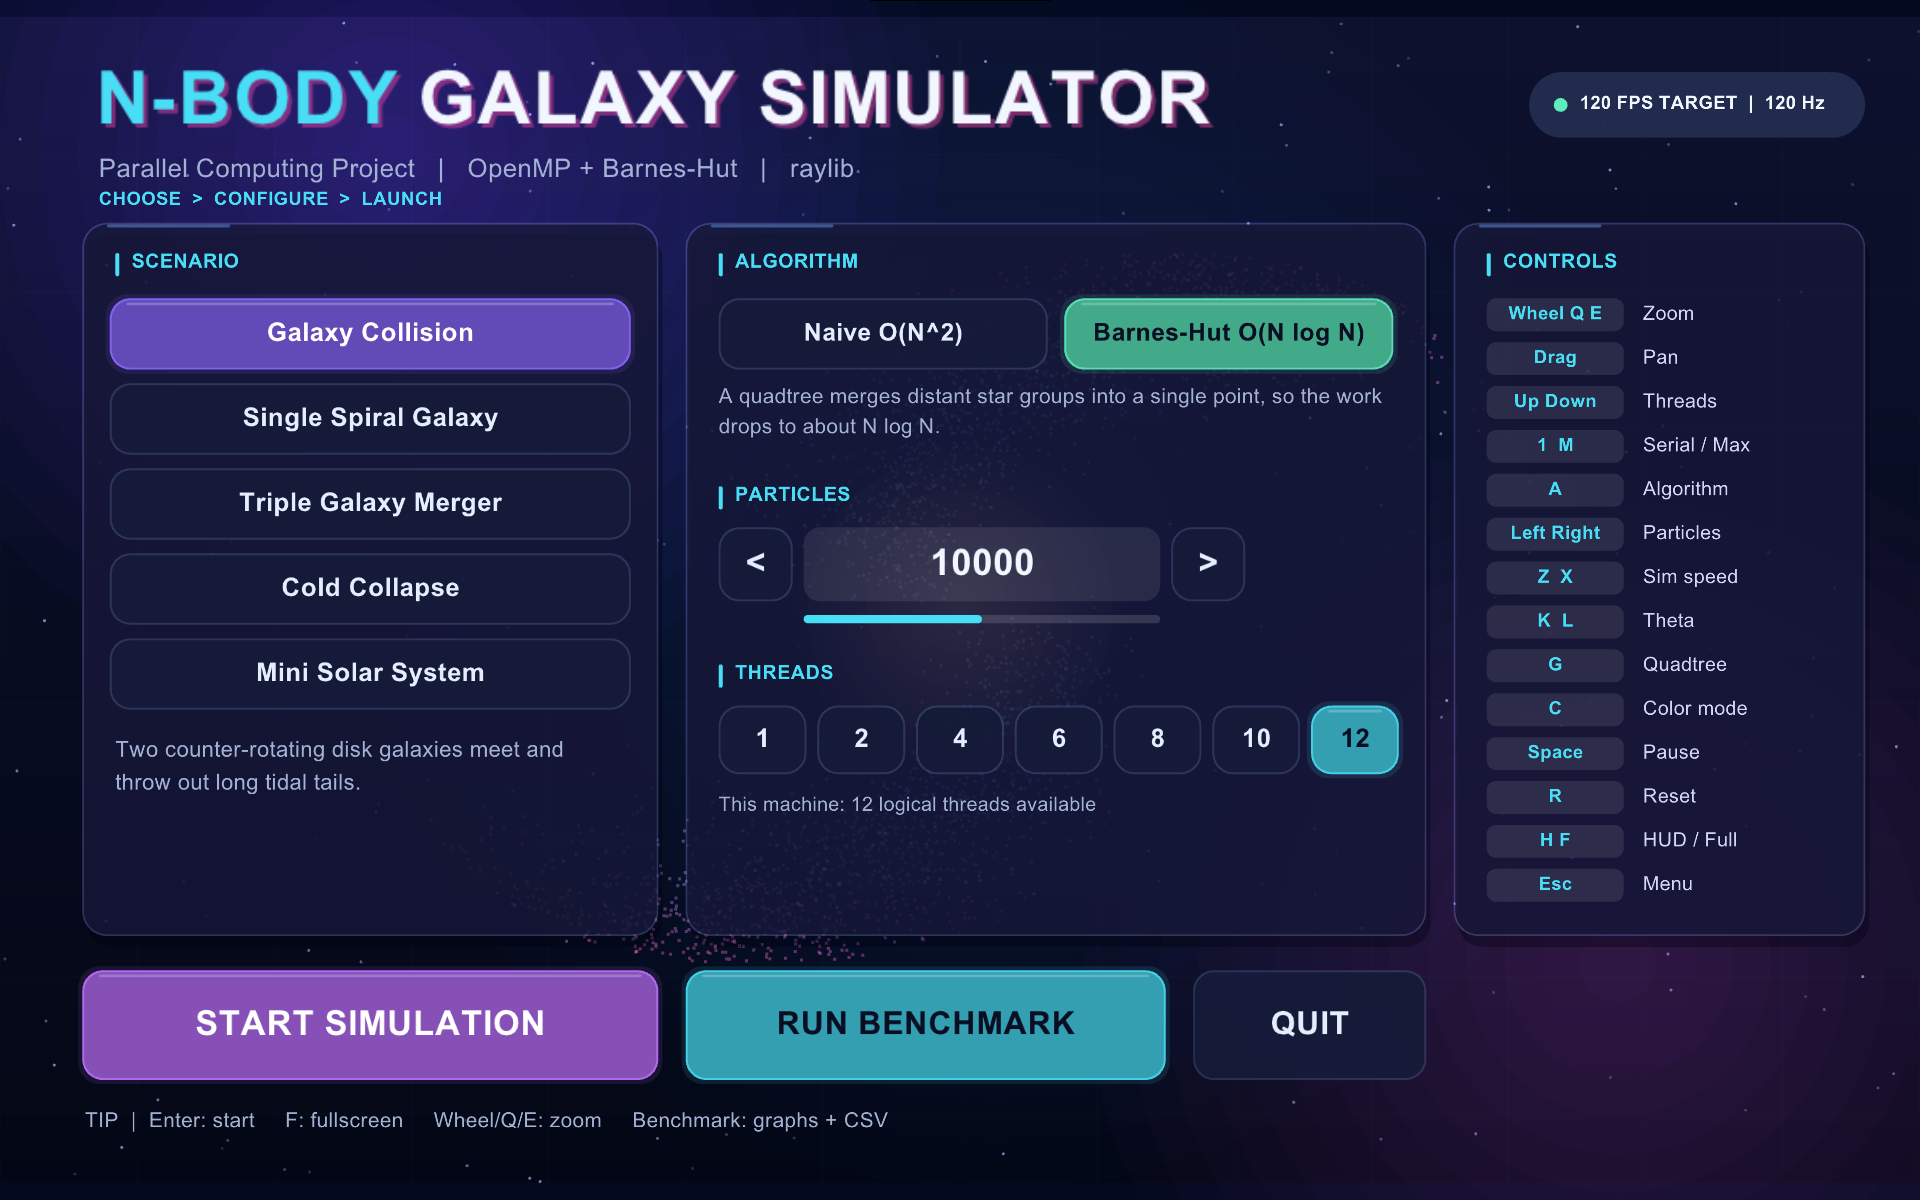 N-BODY GALAXY SIMULATOR
120 FPS TARGET | 120 Hz
Parallel Computing Project | OpenMP + Barnes-Hut | raylib
CHOOSE > CONFIGURE > LAUNCH
SCENARIO
Galaxy Collision
Single Spiral Galaxy
Triple Galaxy Merger
Cold Collapse
Mini Solar System
Two counter-rotating disk galaxies meet and
throw out long tidal tails.
ALGORITHM
Naive O(N^2)
Barnes-Hut O(N log N)
A quadtree merges distant star groups into a single point, so the work
drops to about N log N.
PARTICLES
< 10000 >
THREADS
1 2 4 6 8 10 12
This machine: 12 logical threads available
CONTROLS
Wheel Q E Zoom
Drag Pan
Up Down Threads
1 M Serial / Max
A Algorithm
Left Right Particles
Z X Sim speed
K L Theta
G Quadtree
C Color mode
Space Pause
R Reset
H F HUD / Full
Esc Menu
START SIMULATION
RUN BENCHMARK
QUIT
TIP | Enter: start F: fullscreen Wheel/Q/E: zoom Benchmark: graphs + CSV